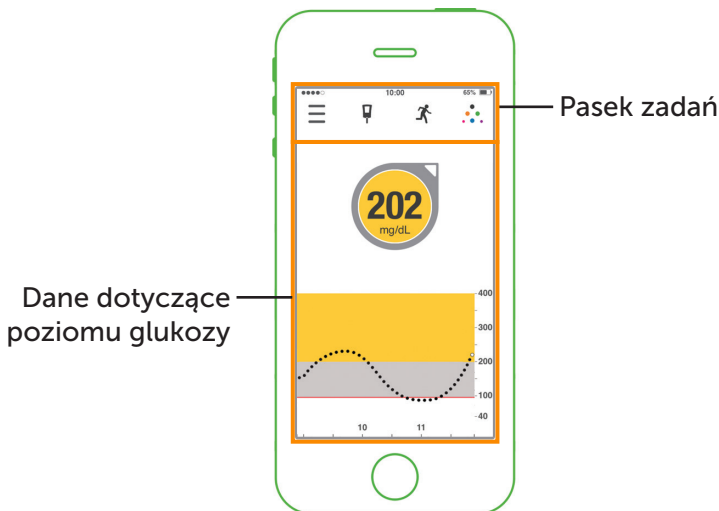 10:00
65%
Pasek zadań
202
mg/dL
Dane dotyczące
poziomu glukozy
400
300
200
100
40
10
11